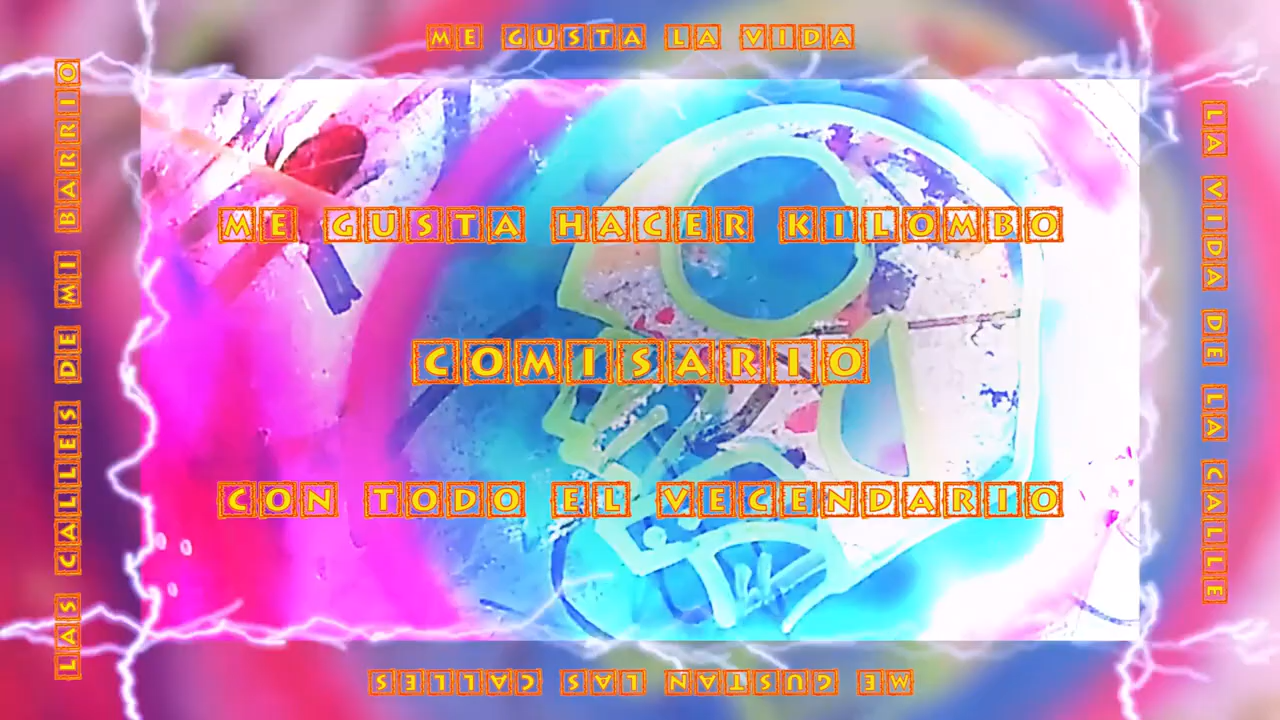 ME GUSTA LA VIDA
LA VIDA DE LA CALLE
ME GUSTAN LAS CALLES
LAS CALLES DE MI BARRIO
ME GUSTA HACER KILOMBO
COMISARIO
CON TODO EL VECENDARIO